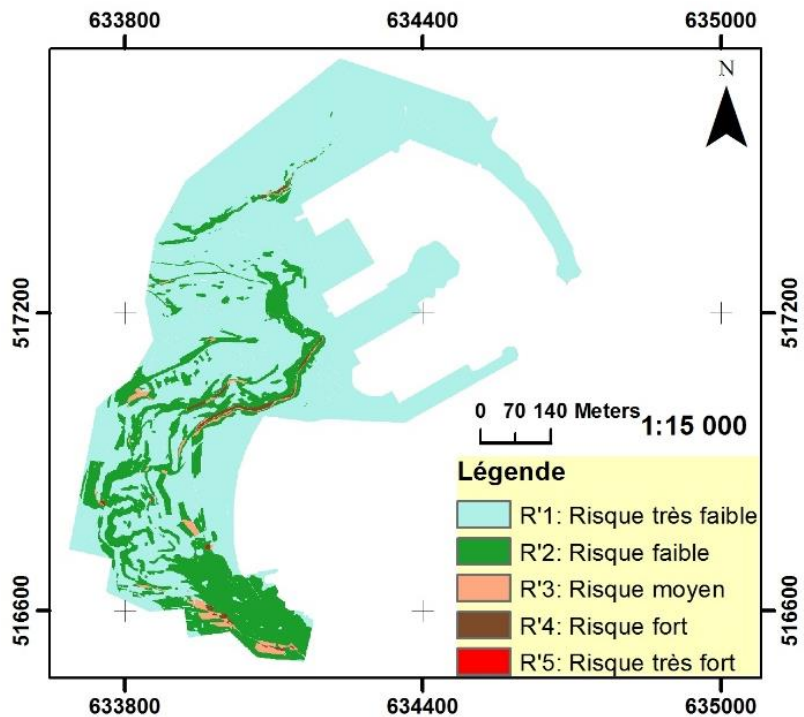 633800 634400 635000
N
517200 517200
0 70 140 Meters 1:15 000
Légende
R'1: Risque très faible
R'2: Risque faible
R'3: Risque moyen
R'4: Risque fort
R'5: Risque très fort
516600 516600
633800 634400 635000